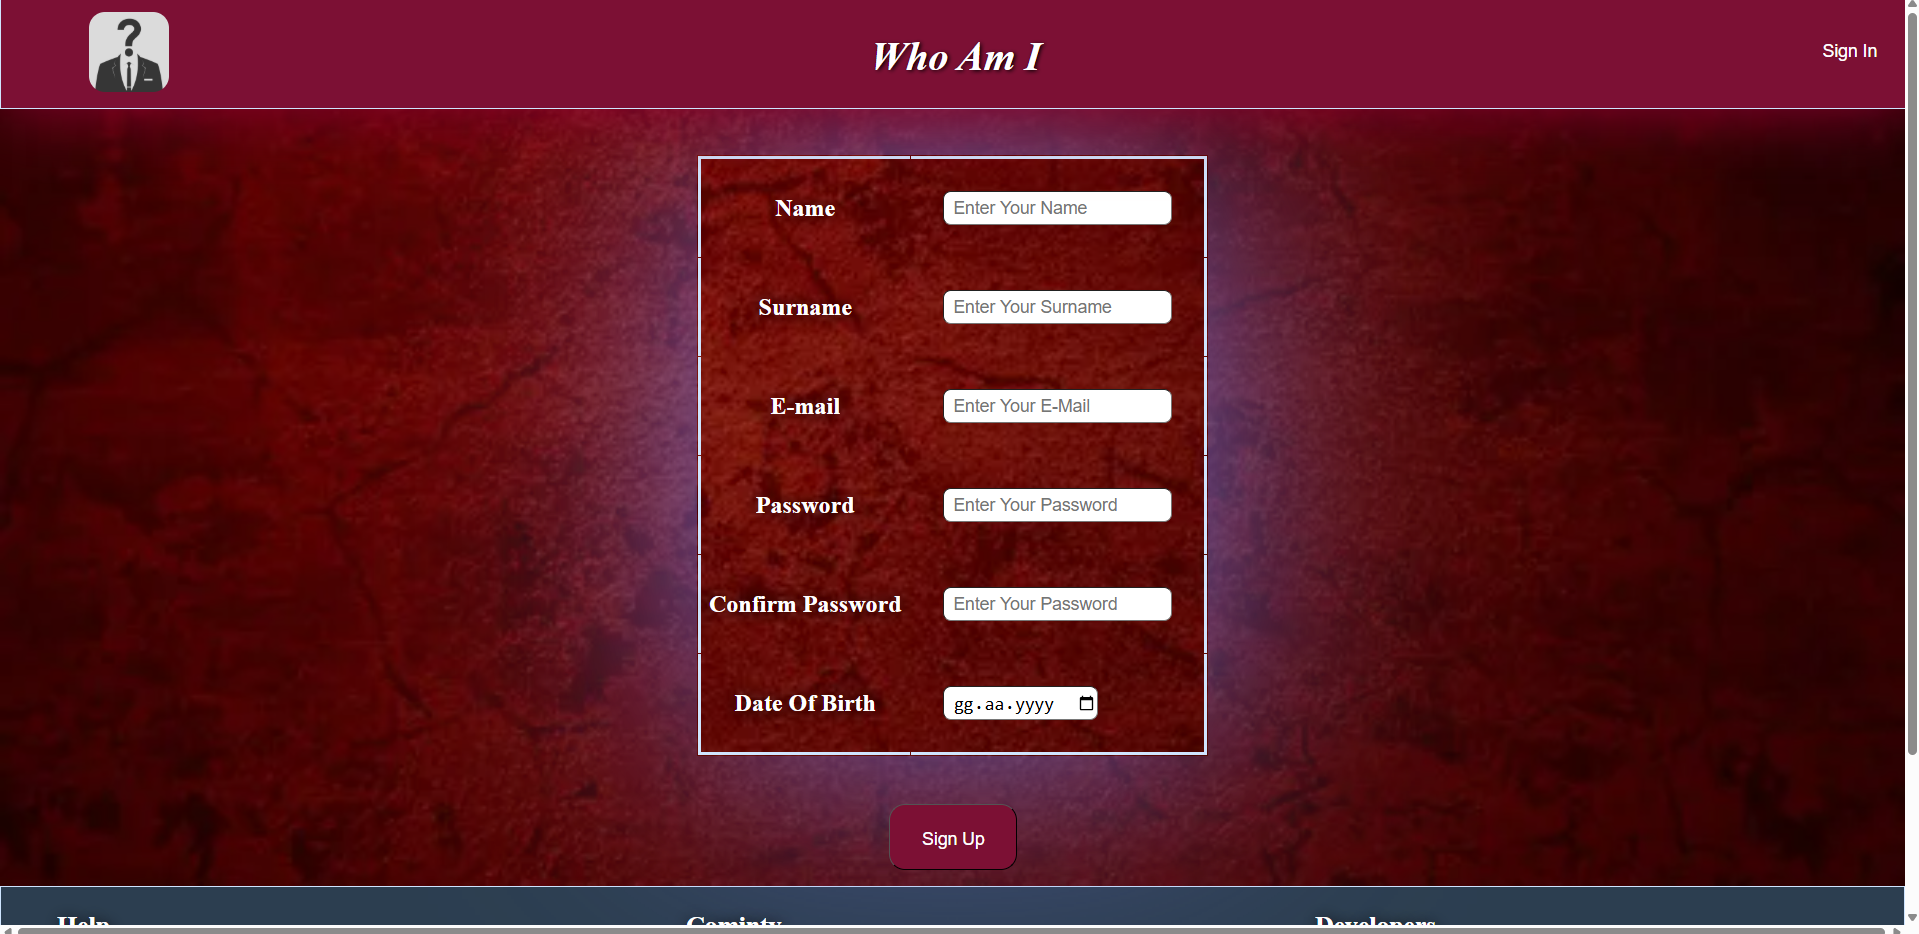 ?
Who Am I
Sign In
Name
Enter Your Name
Surname
Enter Your Surname
E-mail
Enter Your E-Mail
Password
Enter Your Password
Confirm Password
Enter Your Password
Date Of Birth
gg.aa.yyyy
Sign Up
Help
Cominty
Developers